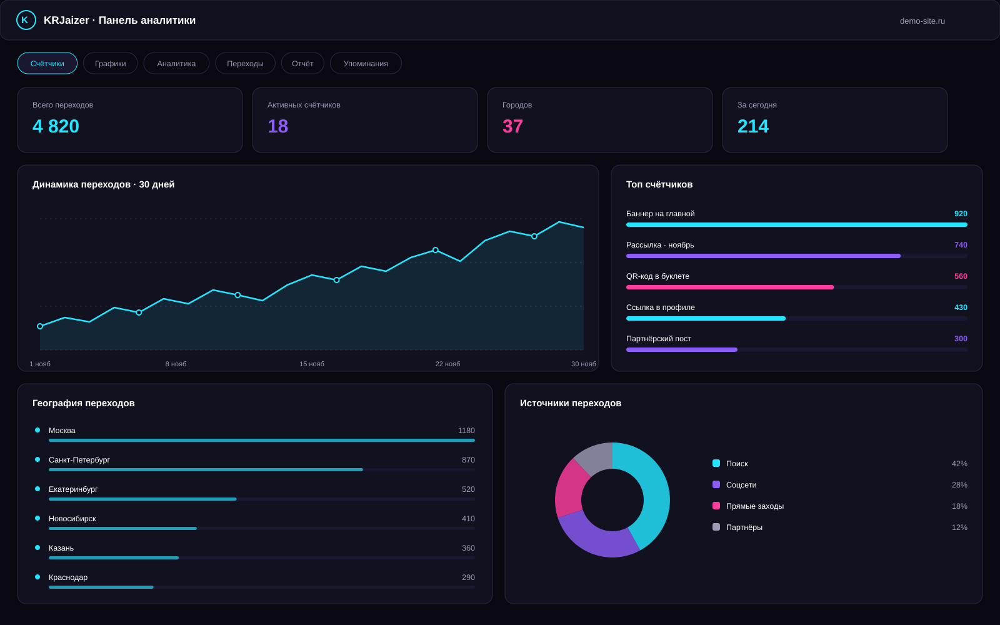 K
KRJaizer · Панель аналитики
demo-site.ru
Счётчики
Графики
Аналитика
Переходы
Отчёт
Упоминания
Всего переходов
4 820
Активных счётчиков
18
Городов
37
За сегодня
214
Динамика переходов · 30 дней
1 нояб
8 нояб
15 нояб
22 нояб
30 нояб
Топ счётчиков
Баннер на главной 920
Рассылка · ноябрь 740
QR-код в буклете 560
Ссылка в профиле 430
Партнёрский пост 300
География переходов
Москва 1180
Санкт-Петербург 870
Екатеринбург 520
Новосибирск 410
Казань 360
Краснодар 290
Источники переходов
Поиск 42%
Соцсети 28%
Прямые заходы 18%
Партнёры 12%